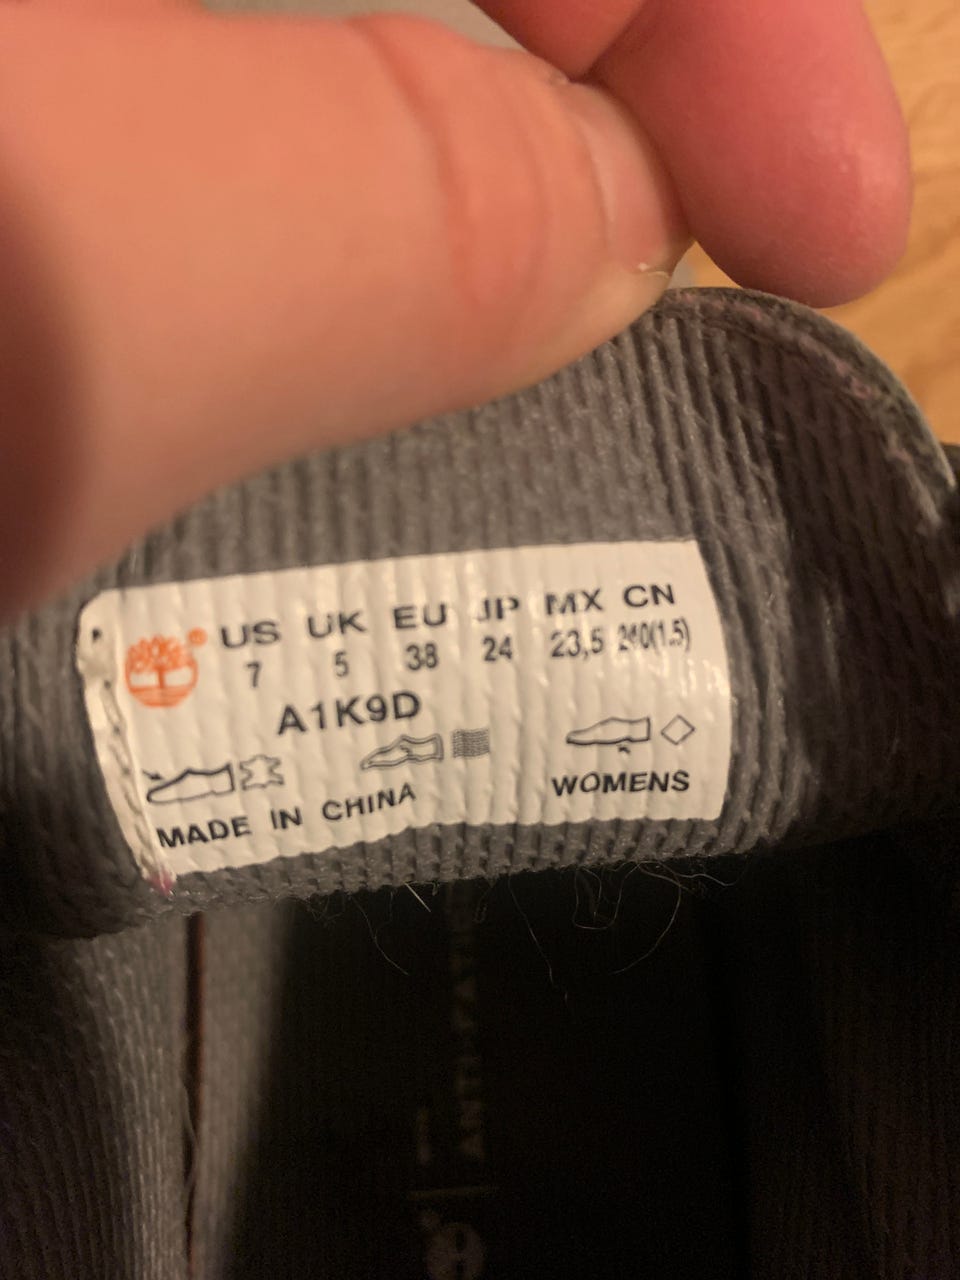 ® US UK EU JP MX CN
7 5 38 24 23,5 240(1.5)
A1K9D
MADE IN CHINA
WOMENS